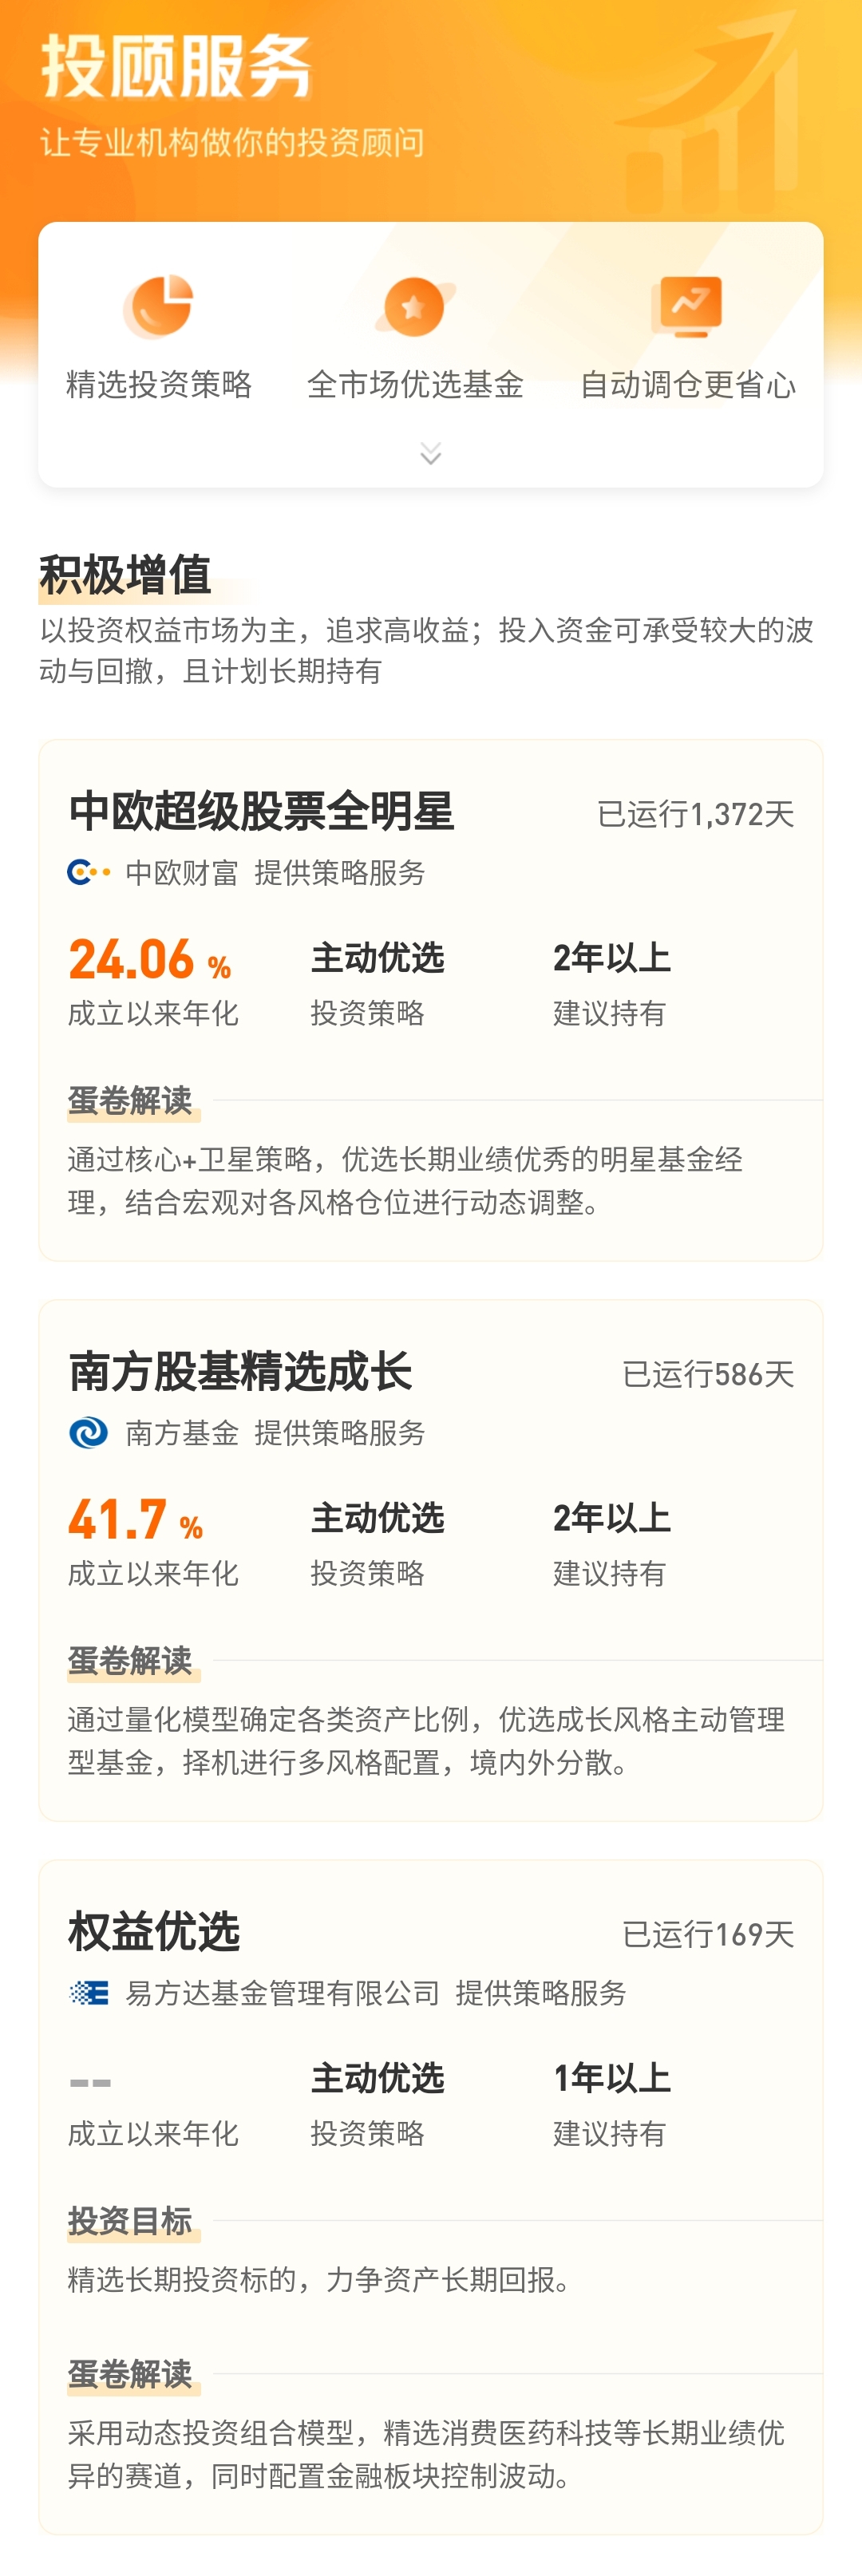 投顾服务
让专业机构做你的投资顾问
精选投资策略 全市场优选基金 自动调仓更省心
积极增值
以投资权益市场为主，追求高收益；投入资金可承受较大的波
动与回撤，且计划长期持有
中欧超级股票全明星 已运行1,372天
中欧财富 提供策略服务
24.06 % 主动优选 2年以上
成立以来年化 投资策略 建议持有
蛋卷解读
通过核心+卫星策略，优选长期业绩优秀的明星基金经
理，结合宏观对各风格仓位进行动态调整。
南方股基精选成长 已运行586天
南方基金 提供策略服务
41.7 % 主动优选 2年以上
成立以来年化 投资策略 建议持有
蛋卷解读
通过量化模型确定各类资产比例，优选成长风格主动管理
型基金，择机进行多风格配置，境内外分散。
权益优选 已运行169天
易方达基金管理有限公司 提供策略服务
-- 主动优选 1年以上
成立以来年化 投资策略 建议持有
投资目标
精选长期投资标的，力争资产长期回报。
蛋卷解读
采用动态投资组合模型，精选消费医药科技等长期业绩优
异的赛道，同时配置金融板块控制波动。